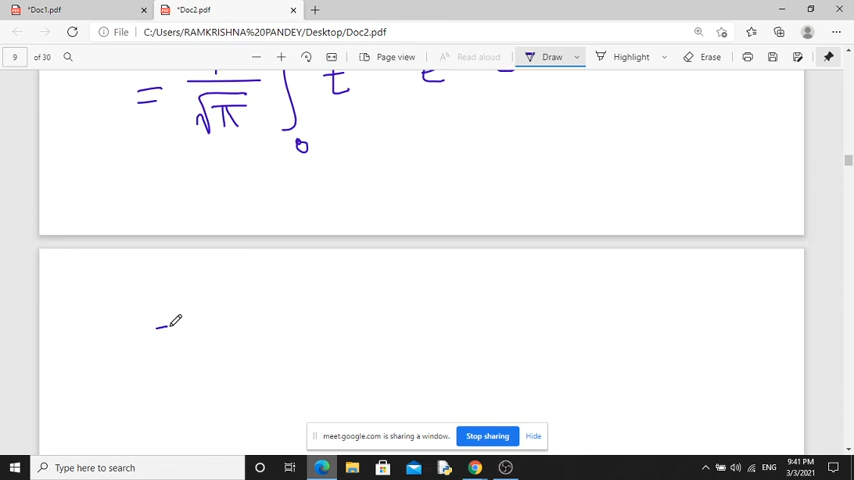 *Doc1.pdf
*Doc2.pdf
File C:/Users/RAMKRISHNA%20PANDEY/Desktop/Doc2.pdf
9 of 30 Page view Read aloud Draw Highlight Erase
= √π ∫ t t
0
meet.google.com is sharing a window. Stop sharing Hide
Type here to search
ENG
9:41 PM
3/3/2021